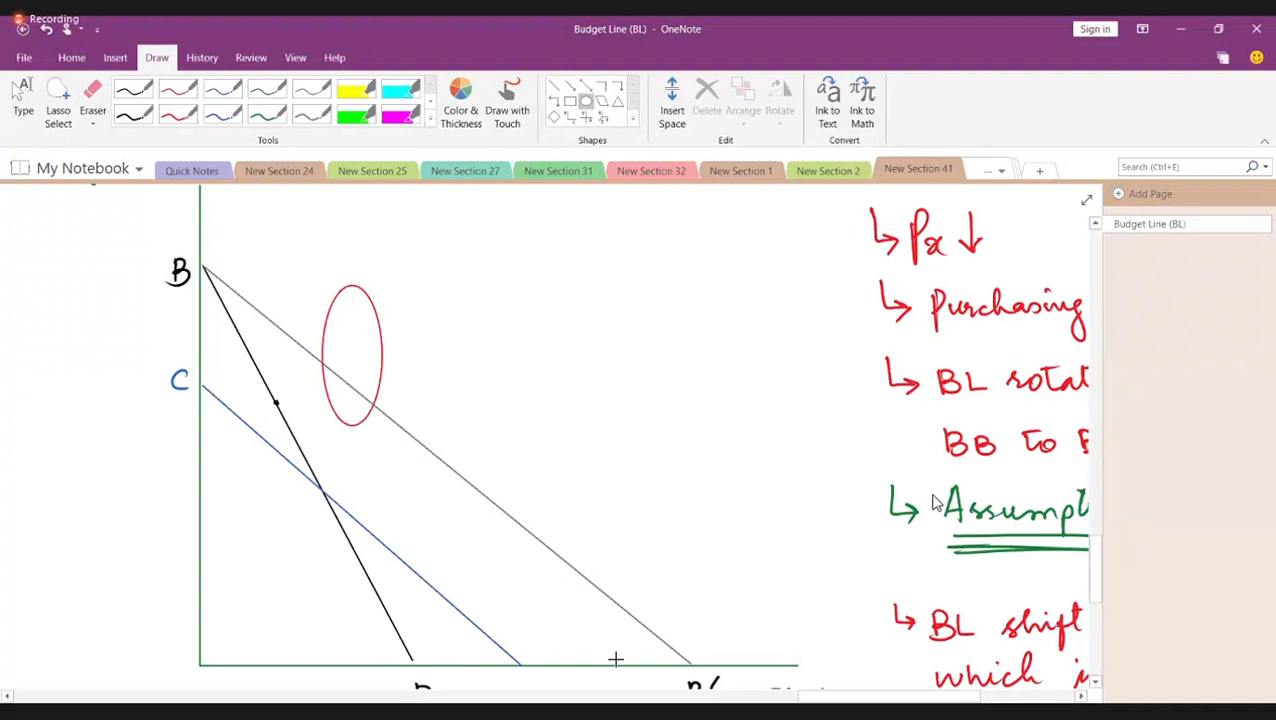 Recording
Budget Line (BL) - OneNote
Sign in
File Home Insert Draw History Review View Help
Type
Lasso Select
Eraser
Color & Thickness
Draw with Touch
Insert Space
Delete
Arrange
Rotate
Ink to Text
Ink to Math
Tools
Shapes
Edit
Convert
My Notebook
Quick Notes
New Section 24
New Section 25
New Section 27
New Section 31
New Section 32
New Section 1
New Section 2
New Section 41
...
Search (Ctrl+E)
Add Page
Budget Line (BL)
B
C
↳ Px ↓
↳ Purchasing
↳ BL rotat
BB to B
↳ Assumpt
↳ BL shift
which i